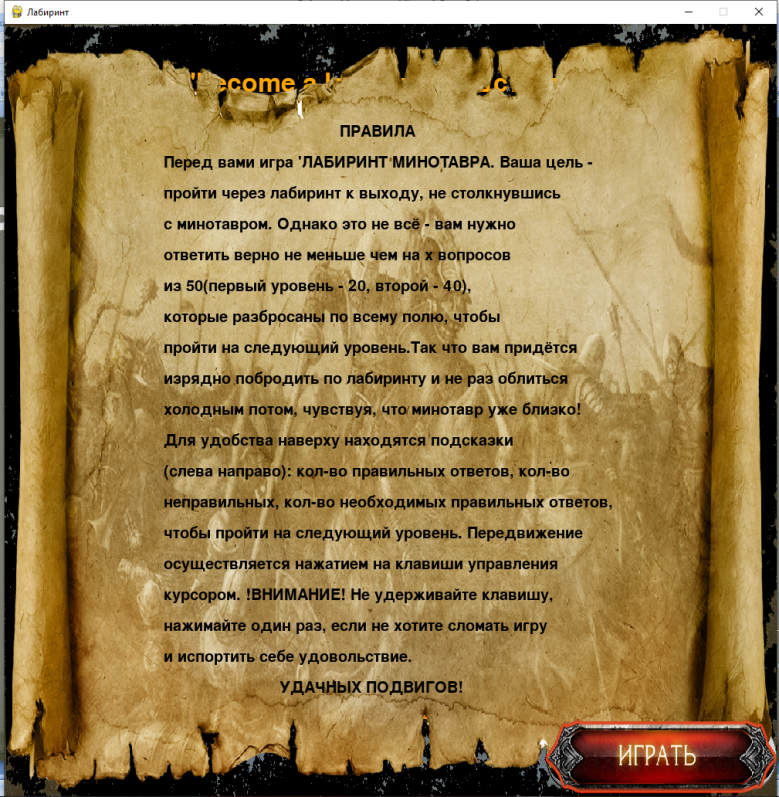 Лабиринт
ecome a
ПРАВИЛА
Перед вами игра 'ЛАБИРИНТ МИНОТАВРА. Ваша цель -
пройти через лабиринт к выходу, не столкнувшись
с минотавром. Однако это не всё - вам нужно
ответить верно не меньше чем на х вопросов
из 50(первый уровень - 20, второй - 40),
которые разбросаны по всему полю, чтобы
пройти на следующий уровень.Так что вам придётся
изрядно побродить по лабиринту и не раз облиться
холодным потом, чувствуя, что минотавр уже близко!
Для удобства наверху находятся подсказки
(слева направо): кол-во правильных ответов, кол-во
неправильных, кол-во необходимых правильных ответов,
чтобы пройти на следующий уровень. Передвижение
осуществляется нажатием на клавиши управления
курсором. !ВНИМАНИЕ! Не удерживайте клавишу,
нажимайте один раз, если не хотите сломать игру
и испортить себе удовольствие.
УДАЧНЫХ ПОДВИГОВ!
ИГРАТЬ